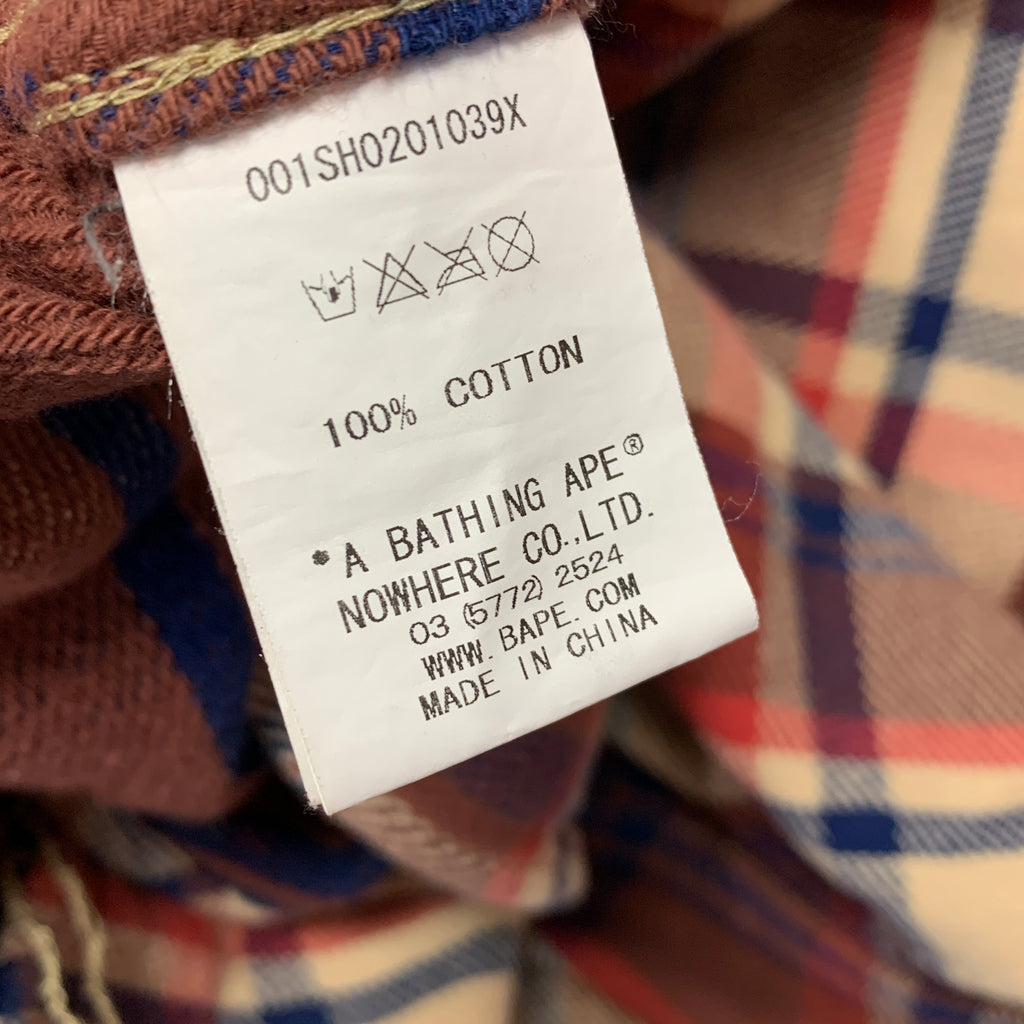 001SH0201039X
100% COTTON
*A BATHING APE®
NOWHERE CO.,LTD.
03 (5772) 2524
WWW.BAPE.COM
MADE IN CHINA